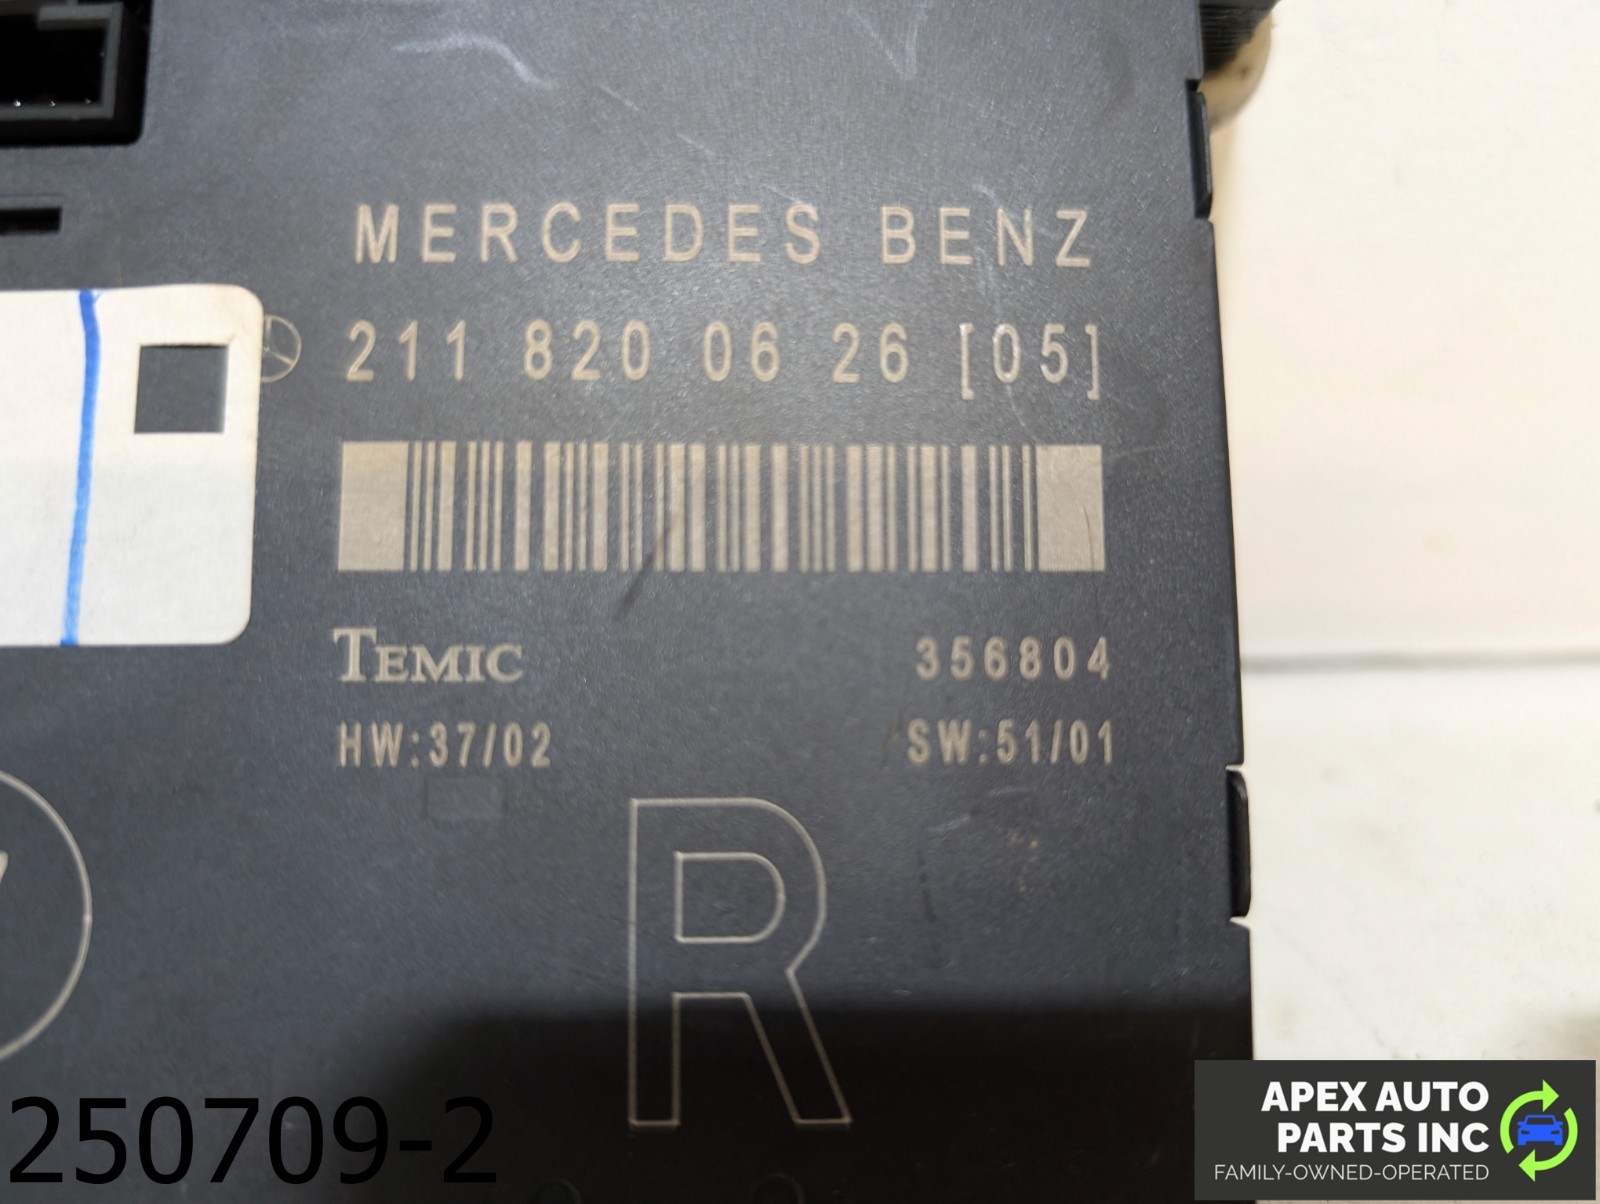 MERCEDES BENZ
211 820 06 26 [05]
TEMIC 356804
HW:37/02 SW:51/01
R
250709-2
APEX AUTO
PARTS INC
FAMILY-OWNED-OPERATED